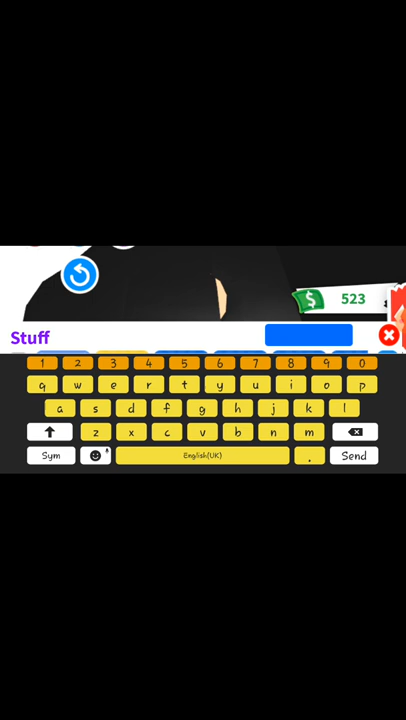 523
Stuff
1 2 3 4 5 6 7 8 9 0
q w e r t y u i o p
a s d f g h j k l
z x c v b n m
Sym English(UK) . Send